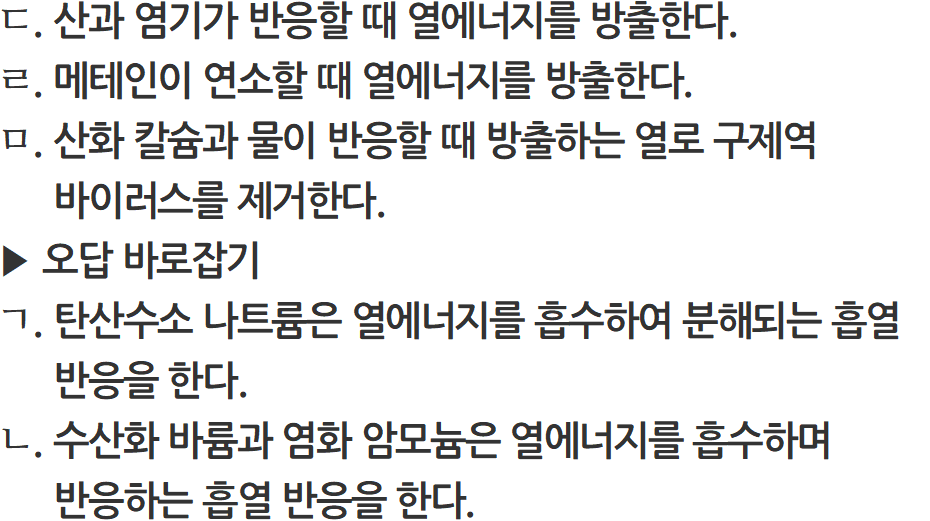 ㄷ. 산과 염기가 반응할 때 열에너지를 방출한다.
ㄹ. 메테인이 연소할 때 열에너지를 방출한다.
ㅁ. 산화 칼슘과 물이 반응할 때 방출하는 열로 구제역
바이러스를 제거한다.
▶ 오답 바로잡기
ㄱ. 탄산수소 나트륨은 열에너지를 흡수하여 분해되는 흡열
반응을 한다.
ㄴ. 수산화 바륨과 염화 암모늄은 열에너지를 흡수하며
반응하는 흡열 반응을 한다.